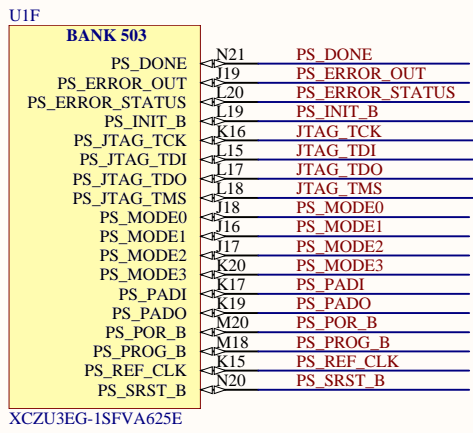 U1F
BANK 503
PS_DONE N21 PS_DONE
PS_ERROR_OUT J19 PS_ERROR_OUT
PS_ERROR_STATUS L20 PS_ERROR_STATUS
PS_INIT_B L19 PS_INIT_B
PS_JTAG_TCK K16 JTAG_TCK
PS_JTAG_TDI L15 JTAG_TDI
PS_JTAG_TDO L17 JTAG_TDO
PS_JTAG_TMS L18 JTAG_TMS
PS_MODE0 J18 PS_MODE0
PS_MODE1 J16 PS_MODE1
PS_MODE2 J17 PS_MODE2
PS_MODE3 K20 PS_MODE3
PS_PADI K17 PS_PADI
PS_PADO K19 PS_PADO
PS_POR_B M20 PS_POR_B
PS_PROG_B M18 PS_PROG_B
PS_REF_CLK K15 PS_REF_CLK
PS_SRST_B N20 PS_SRST_B
XCZU3EG-1SFVA625E